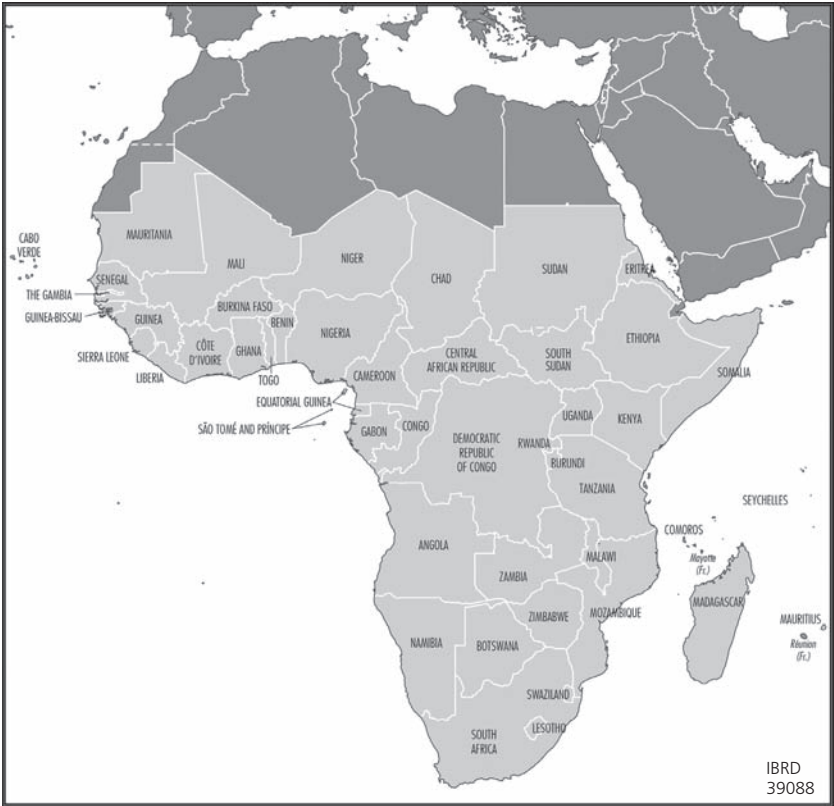 CABO
VERDE
MAURITANIA
MALI
NIGER
CHAD
SUDAN
ERITREA
SENEGAL
THE GAMBIA
GUINEA-BISSAU
GUINEA
BURKINA FASO
BENIN
NIGERIA
ETHIOPIA
SIERRA LEONE
CÔTE
D'IVOIRE
GHANA
CENTRAL
AFRICAN REPUBLIC
SOUTH
SUDAN
LIBERIA
TOGO
CAMEROON
SOMALIA
EQUATORIAL GUINEA
SÃO TOMÉ AND PRÍNCIPE
GABON
CONGO
UGANDA
KENYA
DEMOCRATIC
REPUBLIC
OF CONGO
RWANDA
BURUNDI
TANZANIA
SEYCHELLES
COMOROS
Mayotte
(Fr.)
ANGOLA
MALAWI
ZAMBIA
MADAGASCAR
MOZAMBIQUE
ZIMBABWE
MAURITIUS
Réunion
(Fr.)
NAMIBIA
BOTSWANA
SWAZILAND
LESOTHO
SOUTH
AFRICA
IBRD
39088